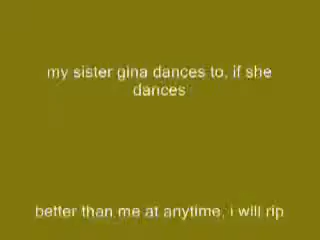 my sister gina dances to, if she
dances
better than me at anytime, i will rip